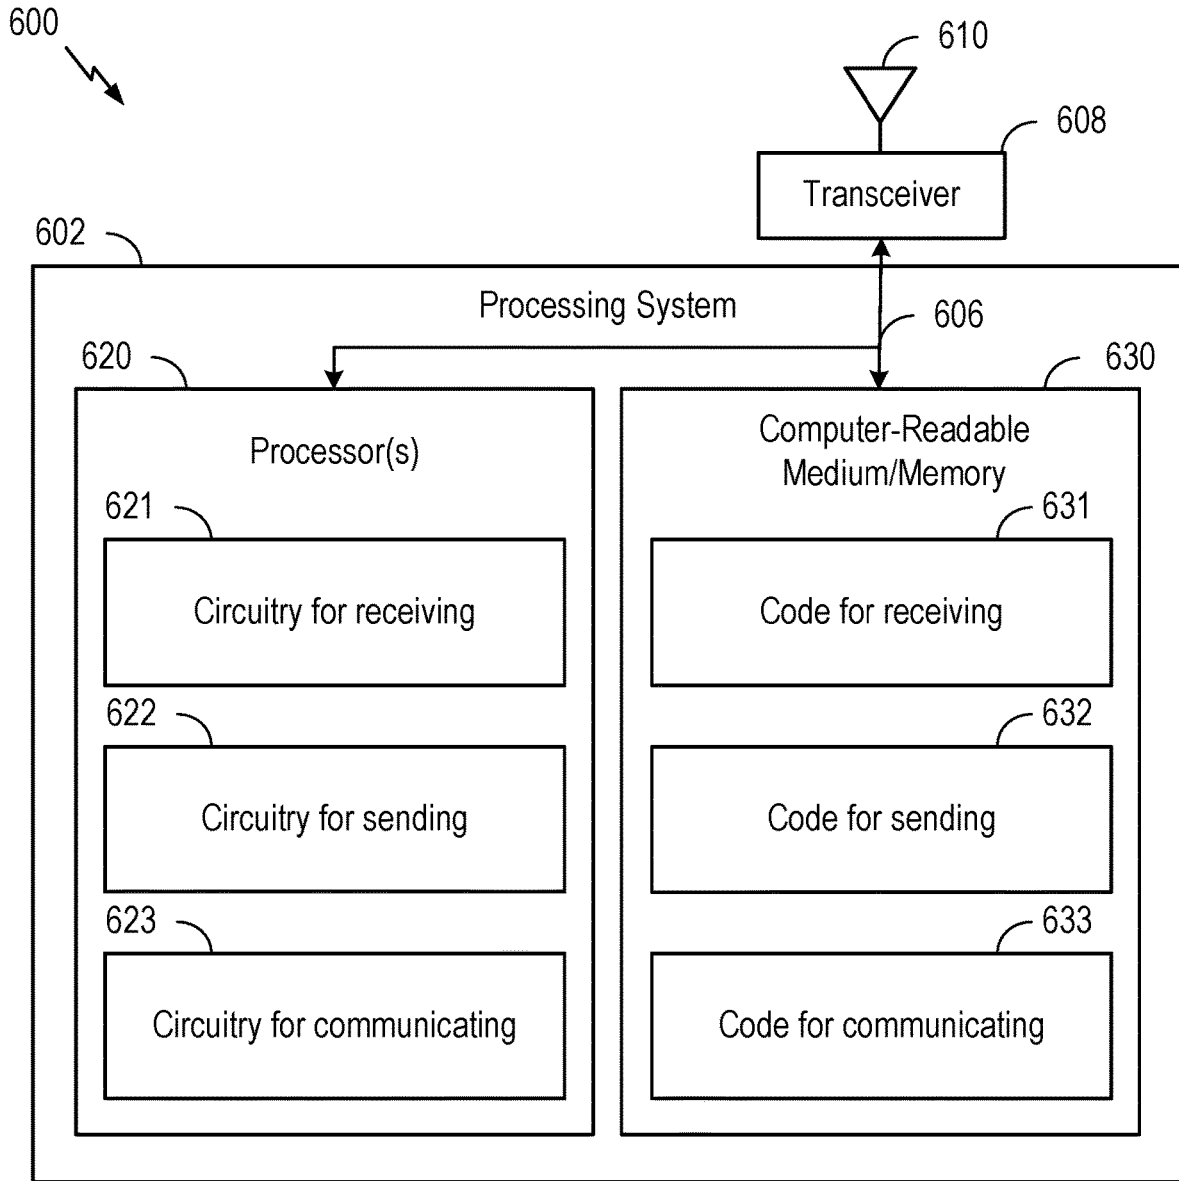 600
610
608
Transceiver
602
Processing System
606
620
630
Processor(s)
Computer-Readable
Medium/Memory
621
631
Circuitry for receiving
Code for receiving
622
632
Circuitry for sending
Code for sending
623
633
Circuitry for communicating
Code for communicating